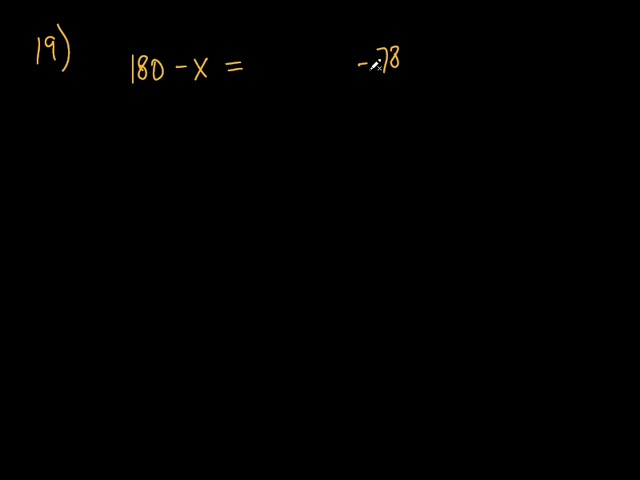 19) 180 - x = - 78